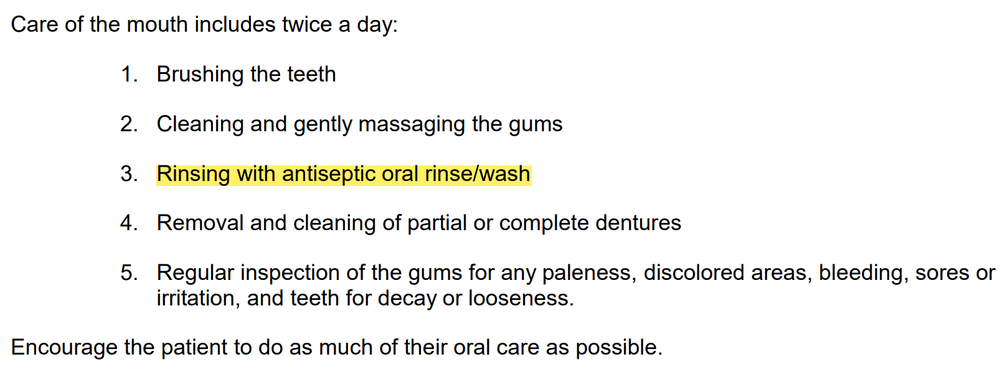 Care of the mouth includes twice a day:
1. Brushing the teeth
2. Cleaning and gently massaging the gums
3. Rinsing with antiseptic oral rinse/wash
4. Removal and cleaning of partial or complete dentures
5. Regular inspection of the gums for any paleness, discolored areas, bleeding, sores or
irritation, and teeth for decay or looseness.
Encourage the patient to do as much of their oral care as possible.